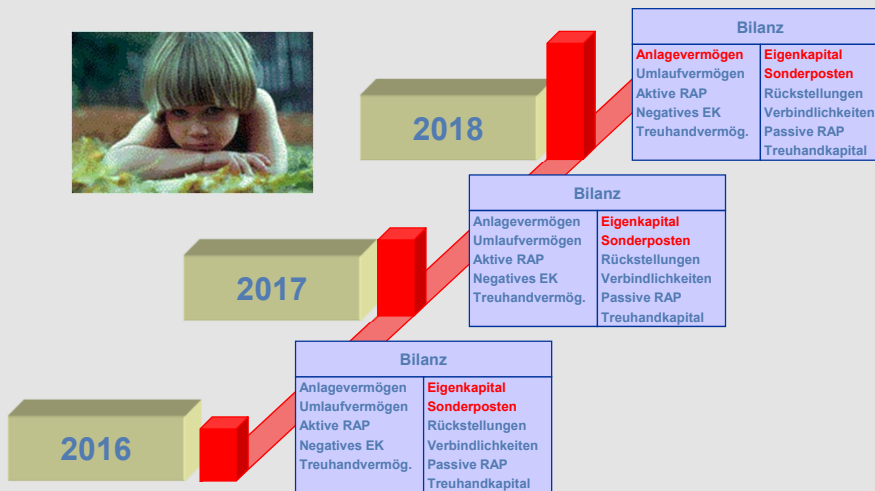 Bilanz
Anlagevermögen
Umlaufvermögen
Aktive RAP
Negatives EK
Treuhandvermög.
Eigenkapital
Sonderposten
Rückstellungen
Verbindlichkeiten
Passive RAP
Treuhandkapital
2018
Bilanz
Anlagevermögen
Umlaufvermögen
Aktive RAP
Negatives EK
Treuhandvermög.
Eigenkapital
Sonderposten
Rückstellungen
Verbindlichkeiten
Passive RAP
Treuhandkapital
2017
Bilanz
Anlagevermögen
Umlaufvermögen
Aktive RAP
Negatives EK
Treuhandvermög.
Eigenkapital
Sonderposten
Rückstellungen
Verbindlichkeiten
Passive RAP
Treuhandkapital
2016